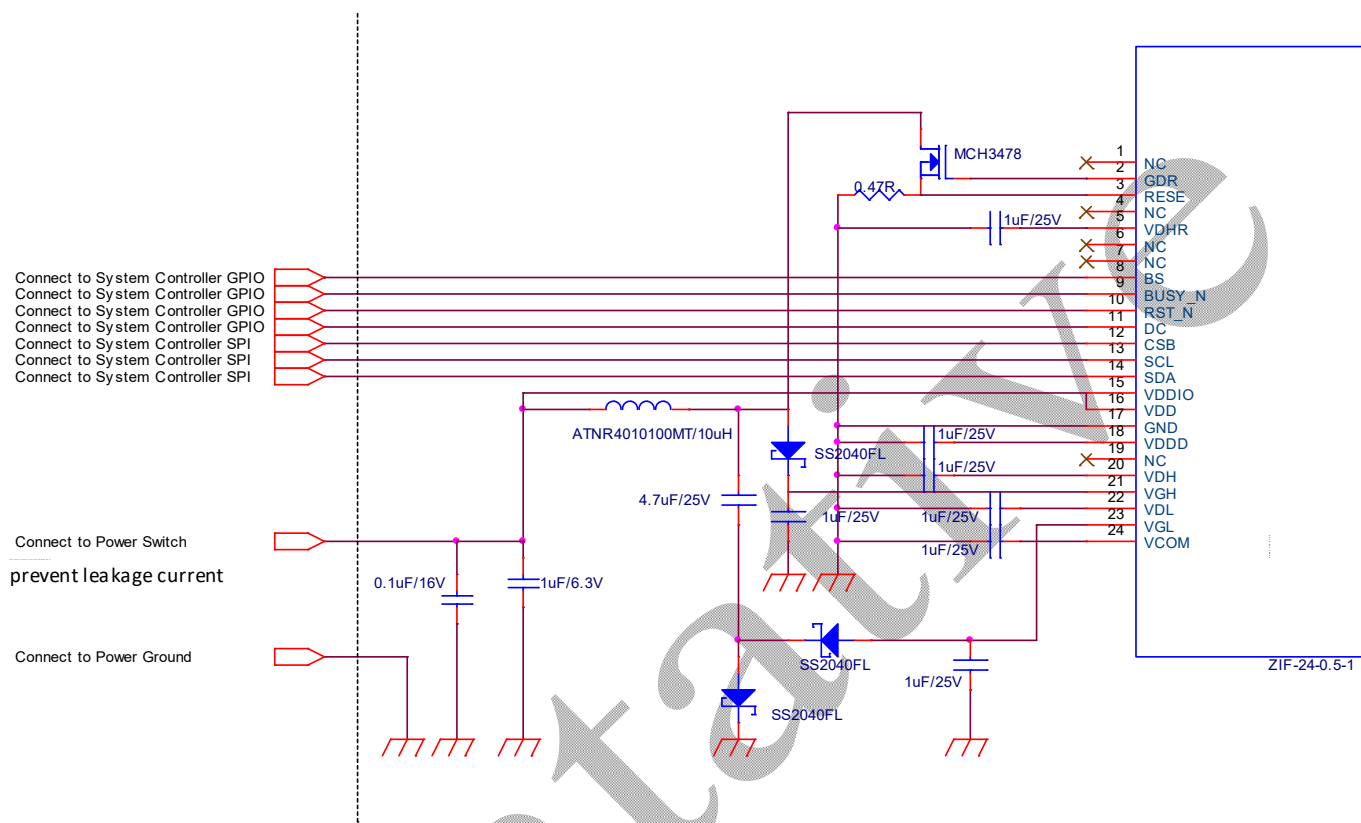 MCH3478
0.47R
1uF/25V
1
NC
2
GDR
3
RESE
4
NC
5
VDHR
6
NC
7
NC
8
BS
9
BUSY_N
10
RST_N
11
DC
12
CSB
13
SCL
14
SDA
15
VDDIO
16
VDD
17
GND
18
VDDD
19
NC
20
VDH
21
VGH
22
VDL
23
VGL
24
VCOM
Connect to System Controller GPIO
Connect to System Controller GPIO
Connect to System Controller GPIO
Connect to System Controller GPIO
Connect to System Controller SPI
Connect to System Controller SPI
Connect to System Controller SPI
ATNR4010100MT/10uH
SS2040FL
1uF/25V
1uF/25V
4.7uF/25V
1uF/25V
1uF/25V
1uF/25V
Connect to Power Switch
prevent leakage current
0.1uF/16V
1uF/6.3V
Connect to Power Ground
SS2040FL
1uF/25V
SS2040FL
ZIF-24-0.5-1
tative